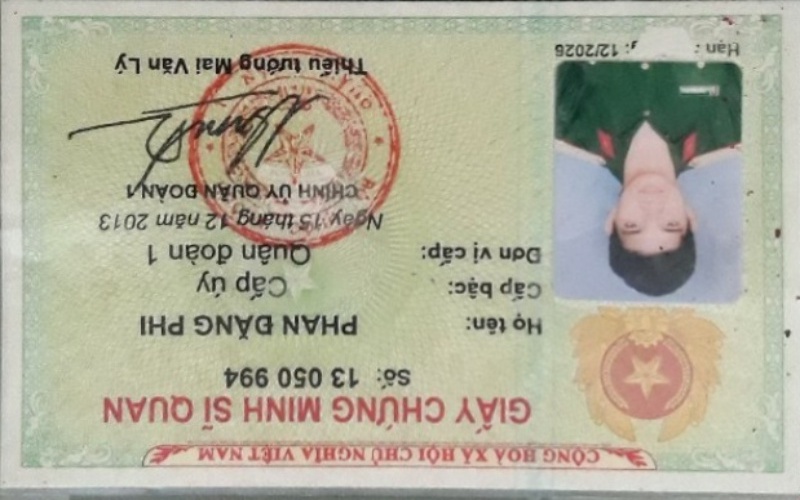 CỘNG HOÀ XÃ HỘI CHỦ NGHĨA VIỆT NAM
GIẤY CHỨNG MINH SĨ QUAN
Số: 13 050 994
Họ tên: PHAN ĐĂNG PHI
Cấp bậc: Cấp úy
Đơn vị cấp: Quân đoàn 1
Ngày 15 tháng 12 năm 2013
CHÍNH ỦY QUÂN ĐOÀN 1
Thiếu tướng Mai Văn Lý
Hạn 12/2026